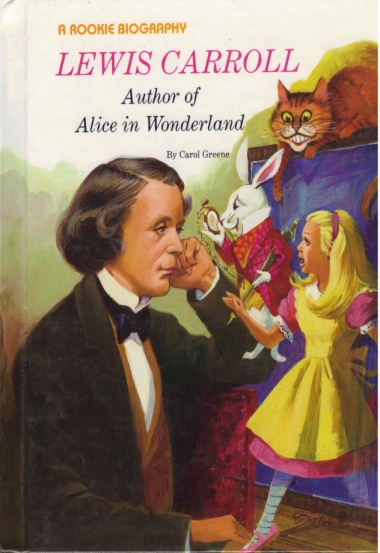 A ROOKIE BIOGRAPHY
LEWIS CARROLL
Author of
Alice in Wonderland
By Carol Greene